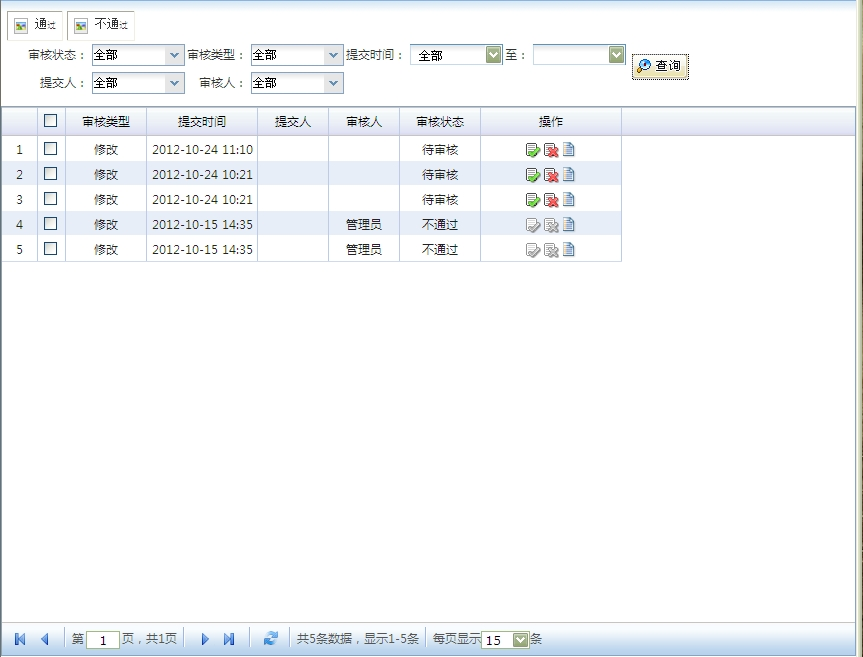 通过 不通过
审核状态： 全部 审核类型： 全部 提交时间： 全部 至： 查询
提交人： 全部 审核人： 全部
审核类型 提交时间 提交人 审核人 审核状态 操作
1 修改 2012-10-24 11:10 待审核
2 修改 2012-10-24 10:21 待审核
3 修改 2012-10-24 10:21 待审核
4 修改 2012-10-15 14:35 管理员 不通过
5 修改 2012-10-15 14:35 管理员 不通过
第 1 页，共1页 共5条数据，显示1-5条 每页显示 15 条